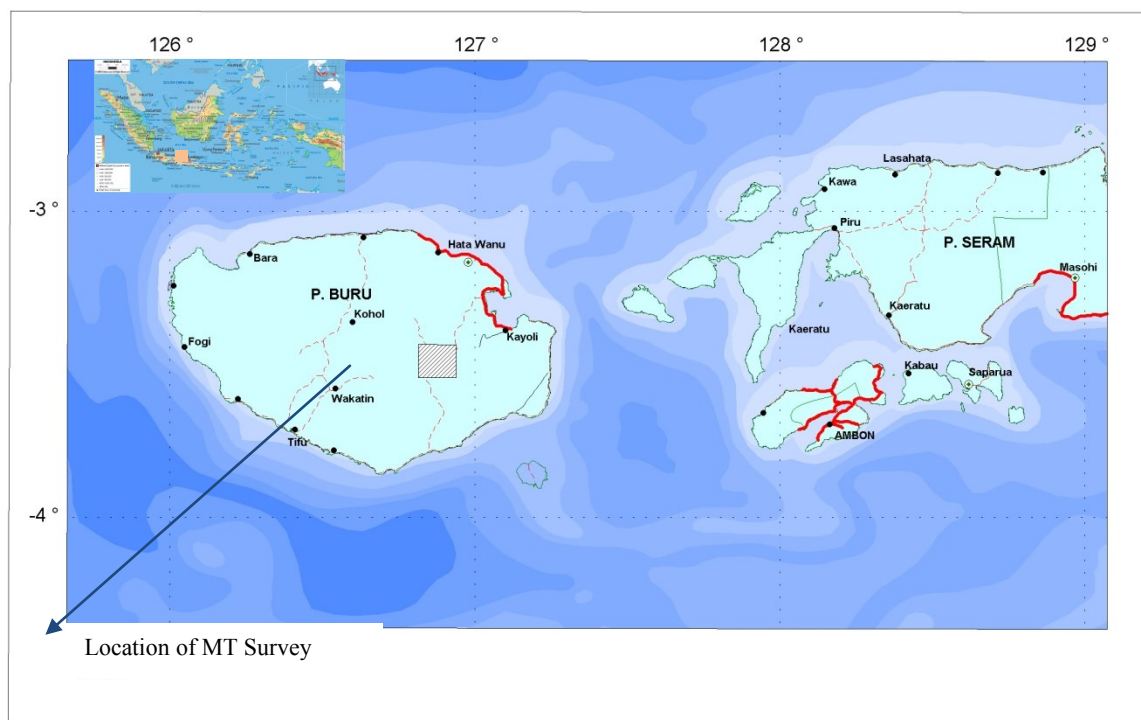 126 °
127 °
128 °
129 °
INDONESIA
Lasahata
Kawa
-3 °
Piru
Hata Wanu
P. SERAM
Bara
Masohi
P. BURU
Kaeratu
Kohol
Kaeratu
Kayoli
Fogi
Kabau
Saparua
Wakatin
AMBON
Tifu
-4 °
Location of MT Survey